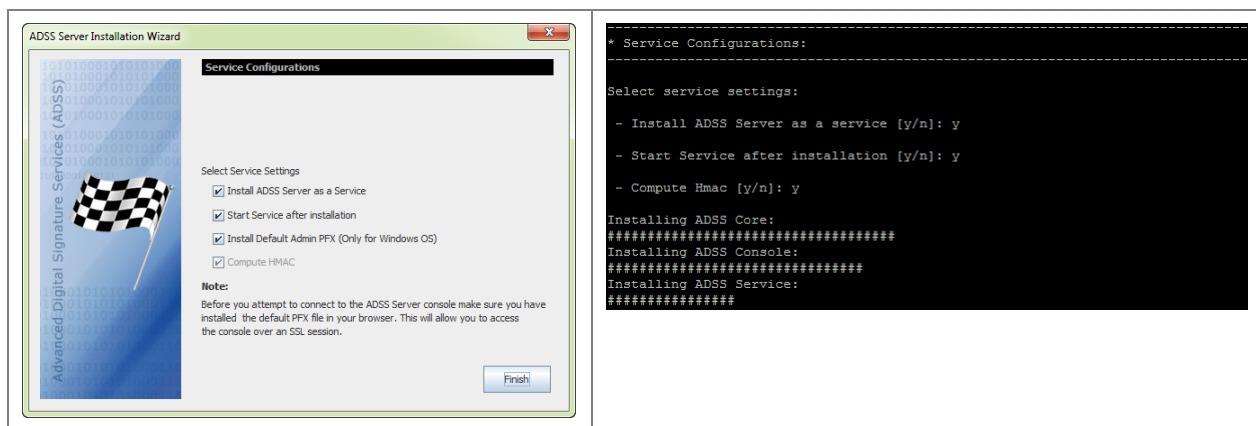 ADSS Server Installation Wizard
Advanced Digital Signature Services (ADSS)
Service Configurations
Select Service Settings
Install ADSS Server as a Service
Start Service after installation
Install Default Admin PFX (Only for Windows OS)
Compute HMAC
Note:
Before you attempt to connect to the ADSS Server console make sure you have
installed the default PFX file in your browser. This will allow you to access
the console over an SSL session.
Finish
--------------------------------------------------------------------------------
* Service Configurations:
--------------------------------------------------------------------------------
Select service settings:
- Install ADSS Server as a service [y/n]: y
- Start Service after installation [y/n]: y
- Compute Hmac [y/n]: y
Installing ADSS Core:
####################################
Installing ADSS Console:
################################
Installing ADSS Service:
################